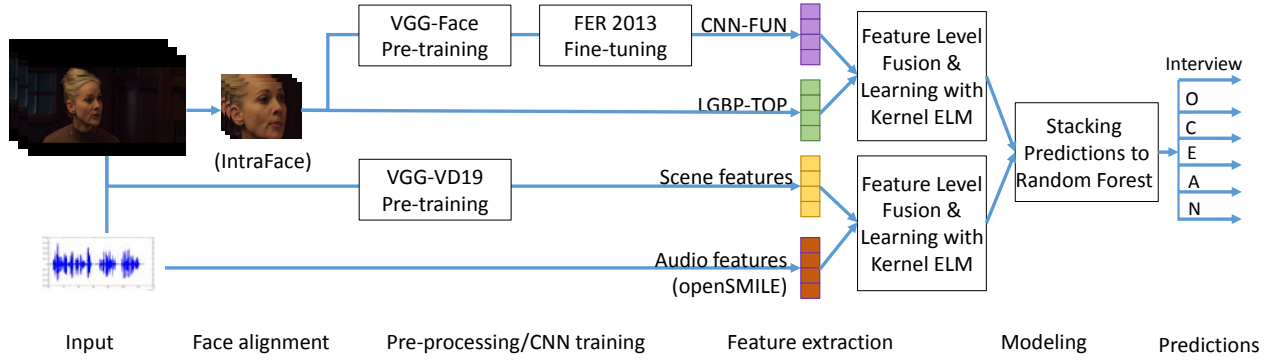 VGG-Face
Pre-training
FER 2013
Fine-tuning
CNN-FUN
Feature Level
Fusion &
Learning with
Kernel ELM
Interview
O
C
E
A
N
(IntraFace)
LGBP-TOP
Stacking
Predictions to
Random Forest
VGG-VD19
Pre-training
Scene features
Feature Level
Fusion &
Learning with
Kernel ELM
Audio features
(openSMILE)
Input
Face alignment
Pre-processing/CNN training
Feature extraction
Modeling
Predictions